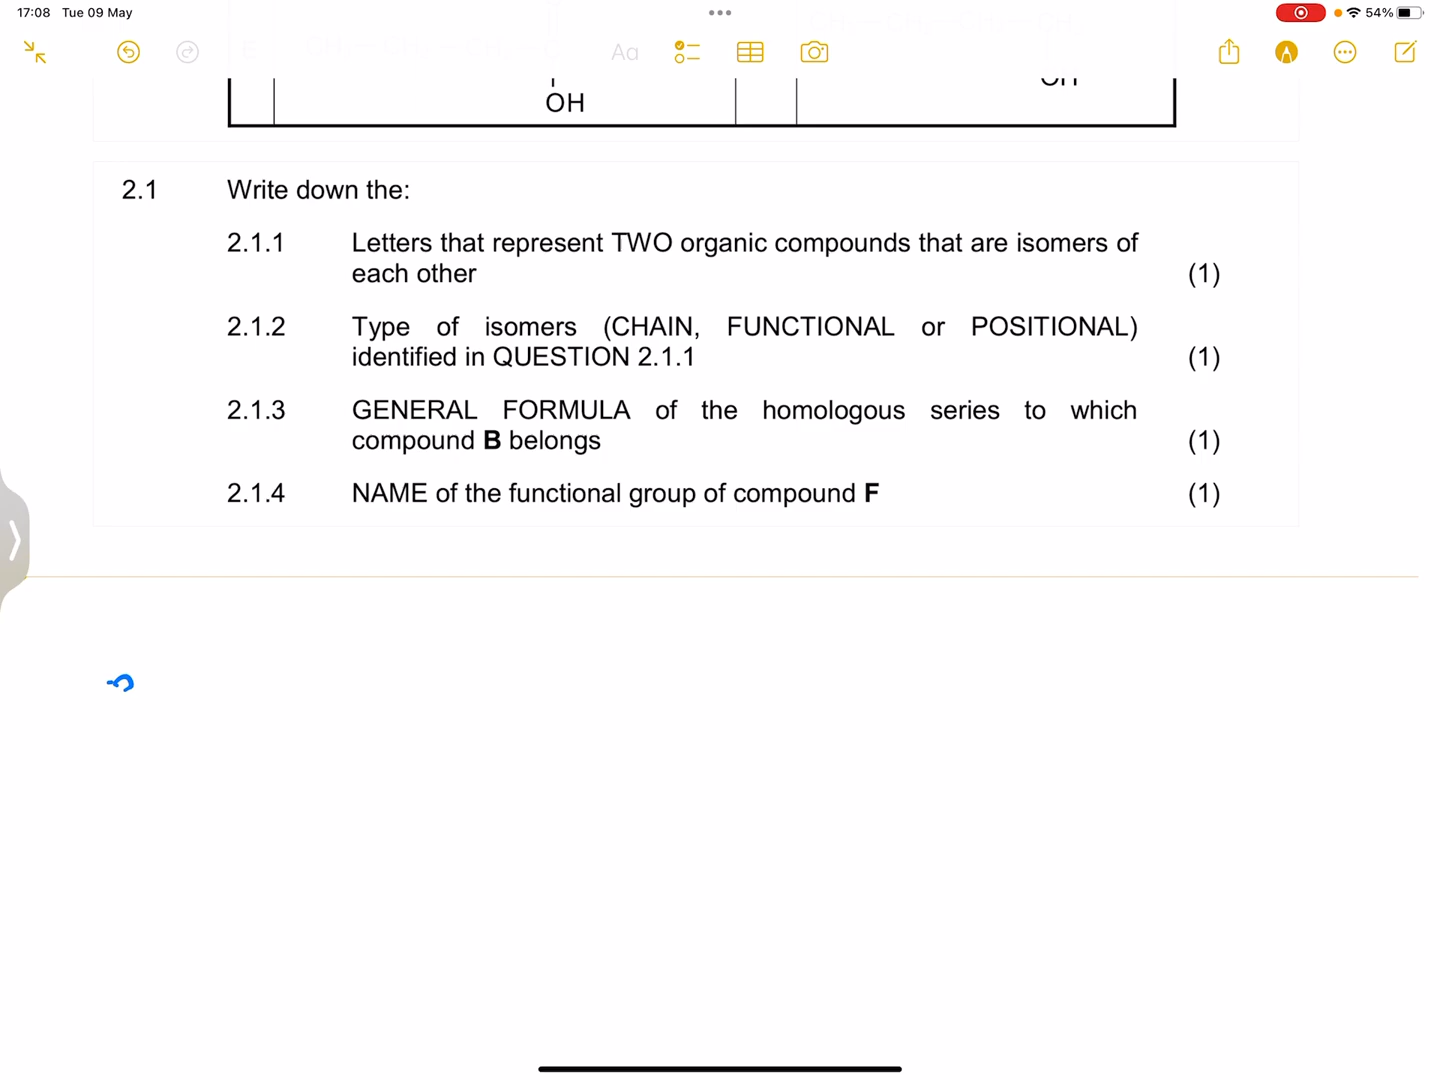 17:08 Tue 09 May
54%
Aa
OH
OH
2.1 Write down the:
2.1.1 Letters that represent TWO organic compounds that are isomers of
each other (1)
2.1.2 Type of isomers (CHAIN, FUNCTIONAL or POSITIONAL)
identified in QUESTION 2.1.1 (1)
2.1.3 GENERAL FORMULA of the homologous series to which
compound B belongs (1)
2.1.4 NAME of the functional group of compound F (1)